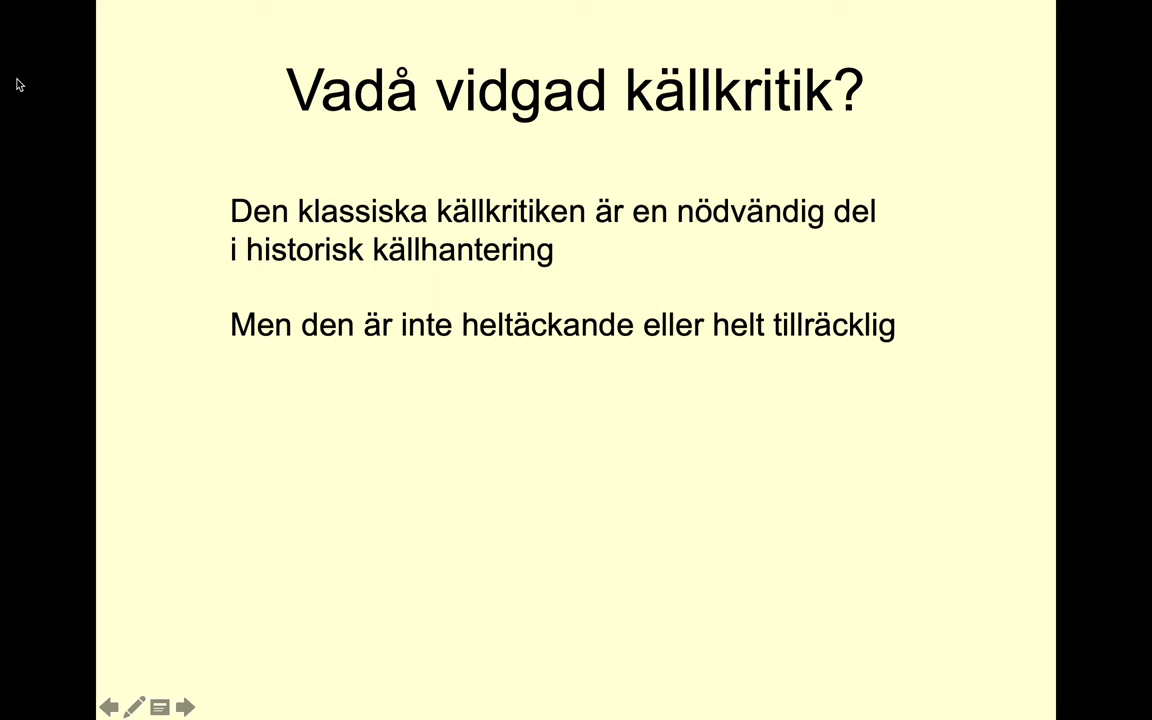 Vadå vidgad källkritik?
Den klassiska källkritiken är en nödvändig del
i historisk källhantering
Men den är inte heltäckande eller helt tillräcklig